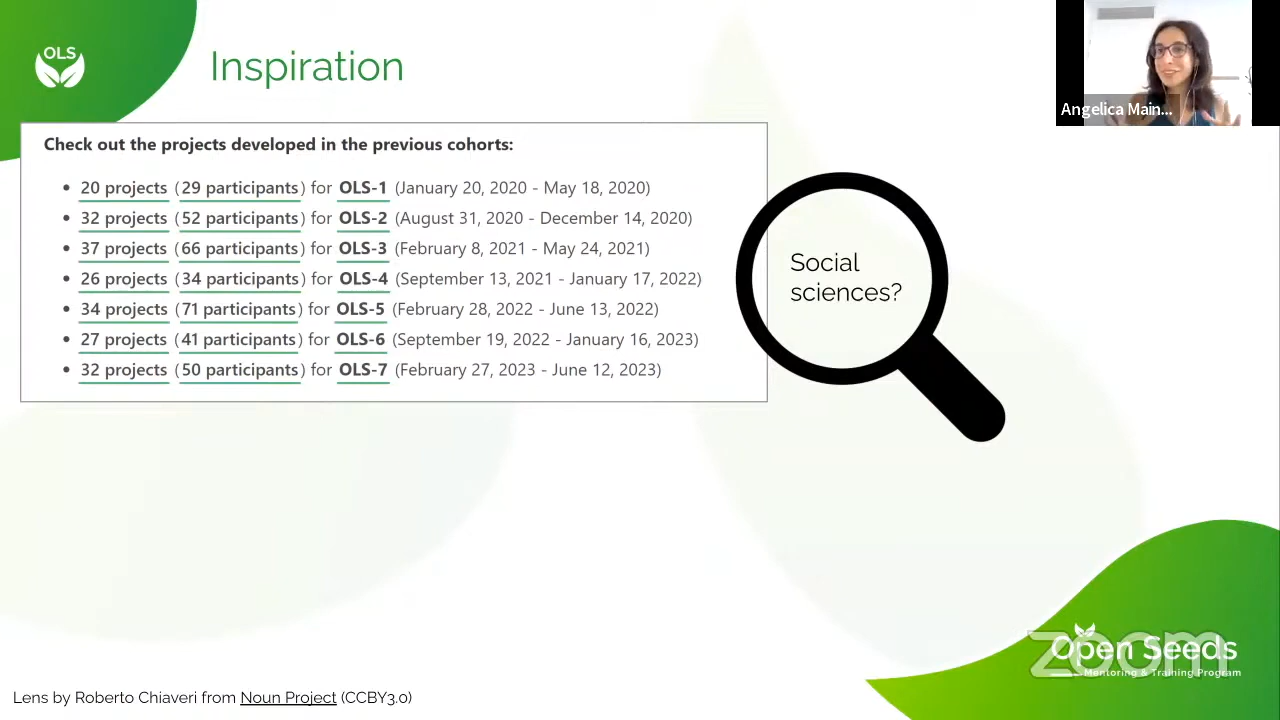 OLS
Inspiration
Angelica Main...
Check out the projects developed in the previous cohorts:
• 20 projects (29 participants) for OLS-1 (January 20, 2020 - May 18, 2020)
• 32 projects (52 participants) for OLS-2 (August 31, 2020 - December 14, 2020)
• 37 projects (66 participants) for OLS-3 (February 8, 2021 - May 24, 2021)
• 26 projects (34 participants) for OLS-4 (September 13, 2021 - January 17, 2022)
• 34 projects (71 participants) for OLS-5 (February 28, 2022 - June 13, 2022)
• 27 projects (41 participants) for OLS-6 (September 19, 2022 - January 16, 2023)
• 32 projects (50 participants) for OLS-7 (February 27, 2023 - June 12, 2023)
Social
sciences?
Open Seeds
zoom
Mentoring & Training Program
Lens by Roberto Chiaveri from Noun Project (CCBY3.0)